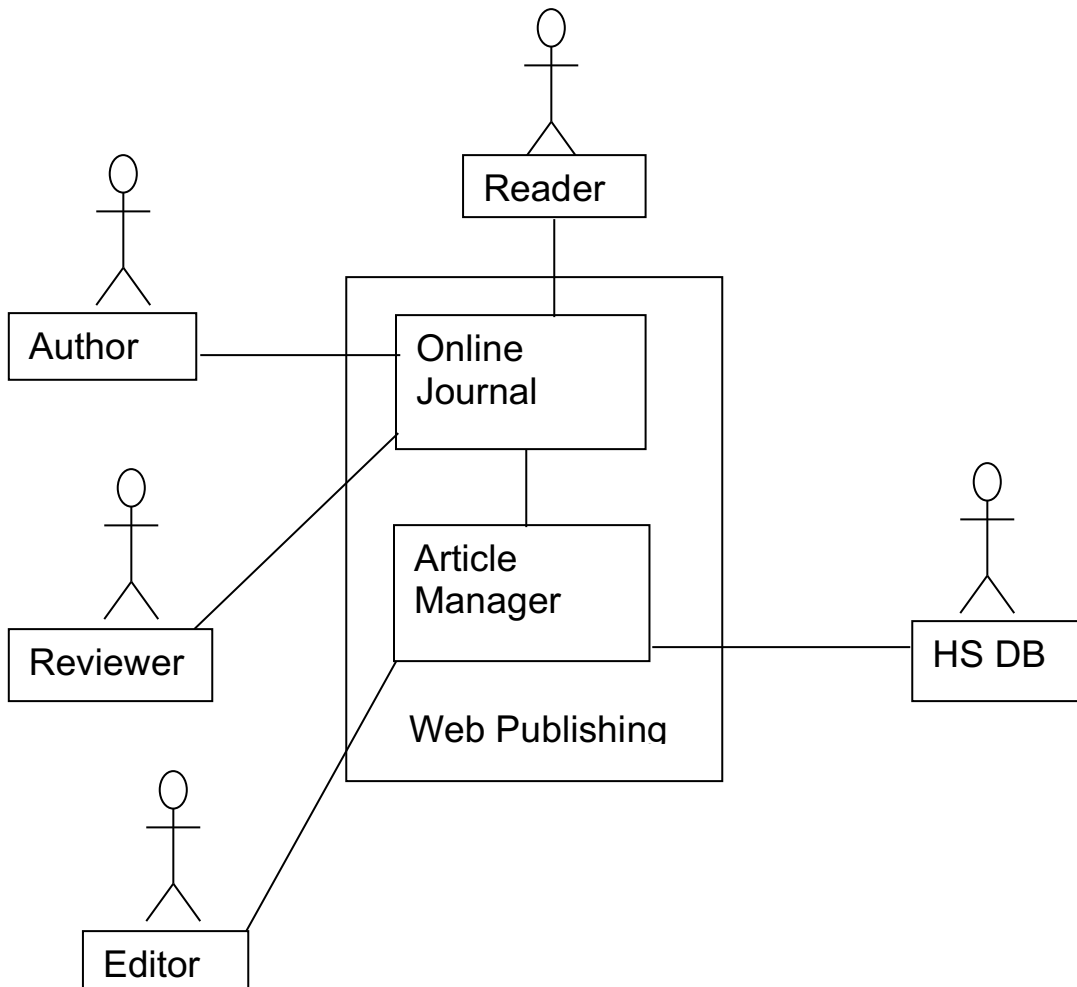 Reader
Author
Online
Journal
Article
Manager
Reviewer
HS DB
Web Publishing
Editor